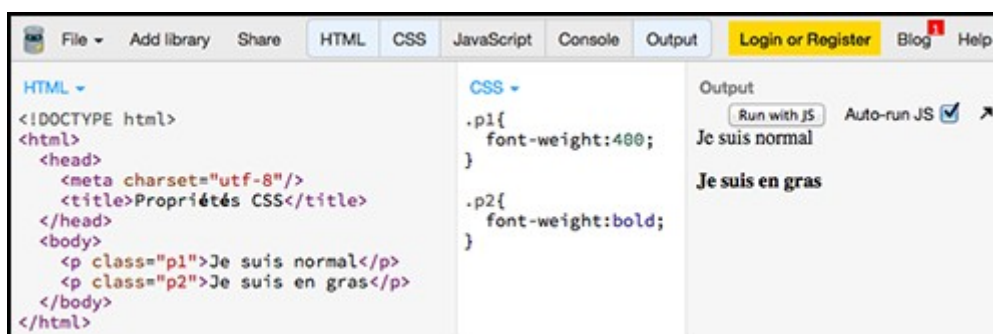 File Add library Share HTML CSS JavaScript Console Output Login or Register Blog 1 Help
HTML
<!DOCTYPE html>
<html>
<head>
<meta charset="utf-8"/>
<title>Propriétés CSS</title>
</head>
<body>
<p class="p1">Je suis normal</p>
<p class="p2">Je suis en gras</p>
</body>
</html>
CSS
.p1{
font-weight:400;
}
.p2{
font-weight:bold;
}
Output
Run with JS Auto-run JS
Je suis normal
Je suis en gras